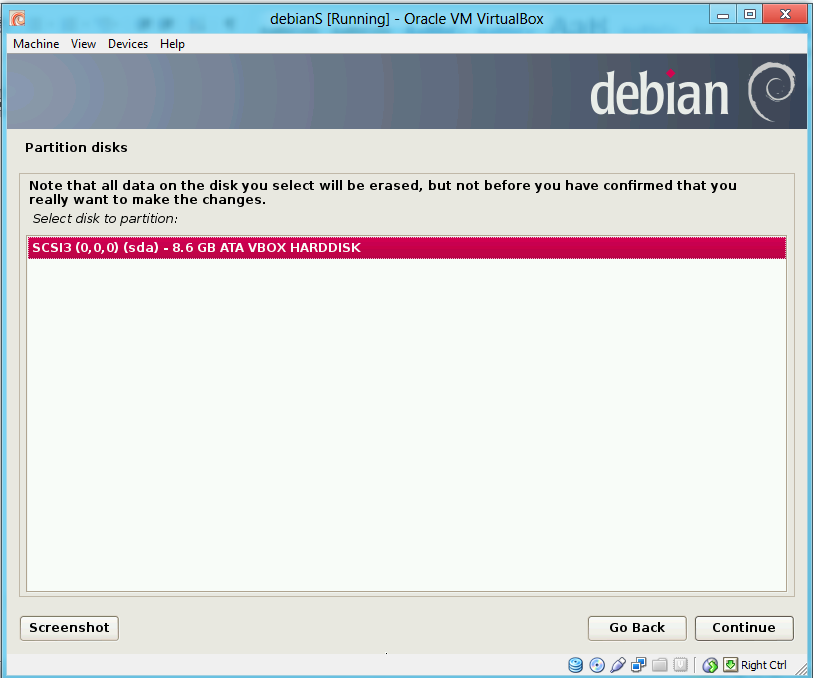 debianS [Running] - Oracle VM VirtualBox
Machine View Devices Help
debian
Partition disks
Note that all data on the disk you select will be erased, but not before you have confirmed that you
really want to make the changes.
Select disk to partition:
SCSI3 (0,0,0) (sda) - 8.6 GB ATA VBOX HARDDISK
Screenshot
Go Back
Continue
Right Ctrl